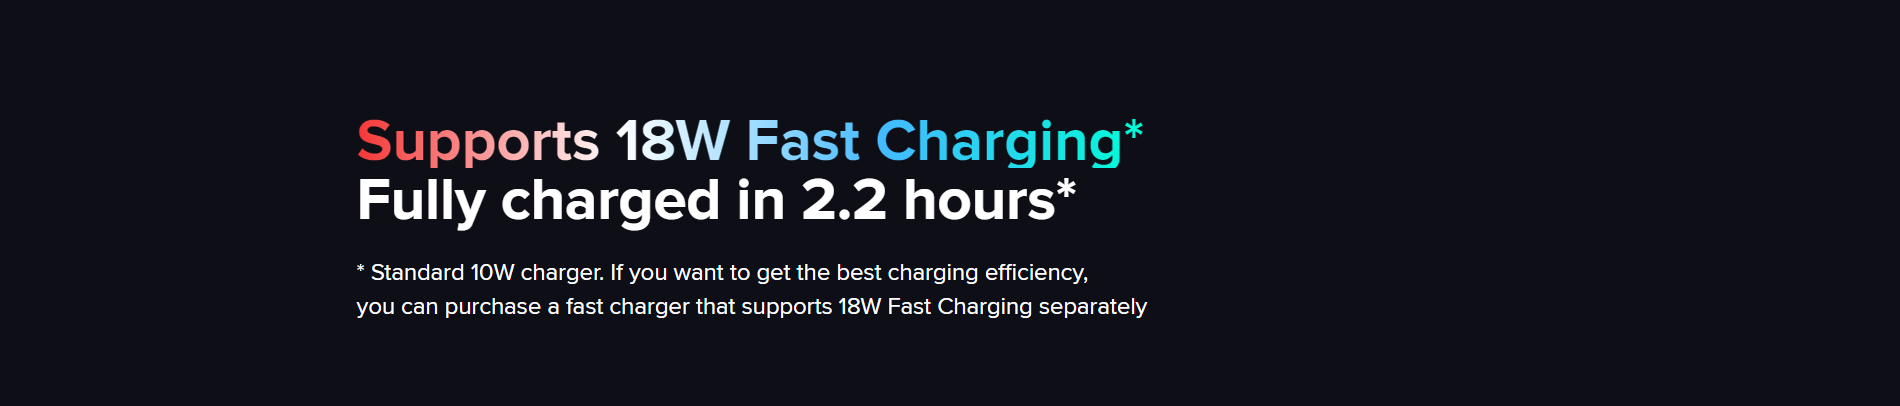 Supports 18W Fast Charging*
Fully charged in 2.2 hours*
* Standard 10W charger. If you want to get the best charging efficiency,
you can purchase a fast charger that supports 18W Fast Charging separately